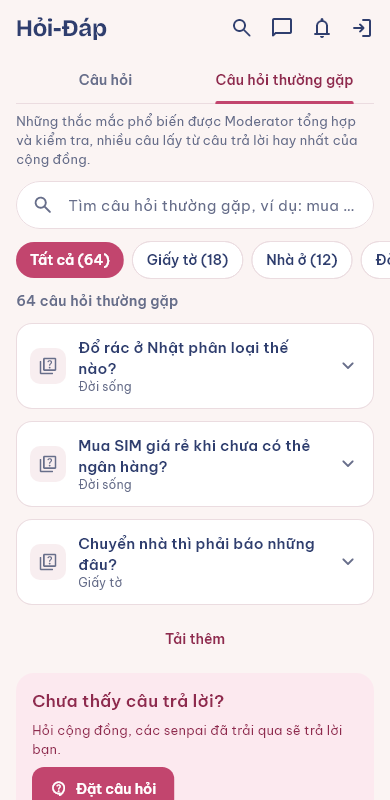 Hỏi-Đáp
Câu hỏi
Câu hỏi thường gặp
Những thắc mắc phổ biến được Moderator tổng hợp
và kiểm tra, nhiều câu lấy từ câu trả lời hay nhất của
cộng đồng.
Tìm câu hỏi thường gặp, ví dụ: mua ...
Tất cả (64)
Giấy tờ (18)
Nhà ở (12)
64 câu hỏi thường gặp
Đổ rác ở Nhật phân loại thế
nào?
Đời sống
Mua SIM giá rẻ khi chưa có thẻ
ngân hàng?
Đời sống
Chuyển nhà thì phải báo những
đâu?
Giấy tờ
Tải thêm
Chưa thấy câu trả lời?
Hỏi cộng đồng, các senpai đã trải qua sẽ trả lời
bạn.
Đặt câu hỏi